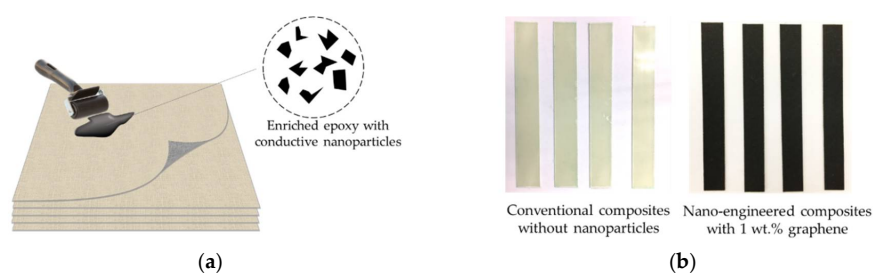 Enriched epoxy with
conductive nanoparticles
(a)
Conventional composites
without nanoparticles
Nano-engineered composites
with 1 wt.% graphene
(b)